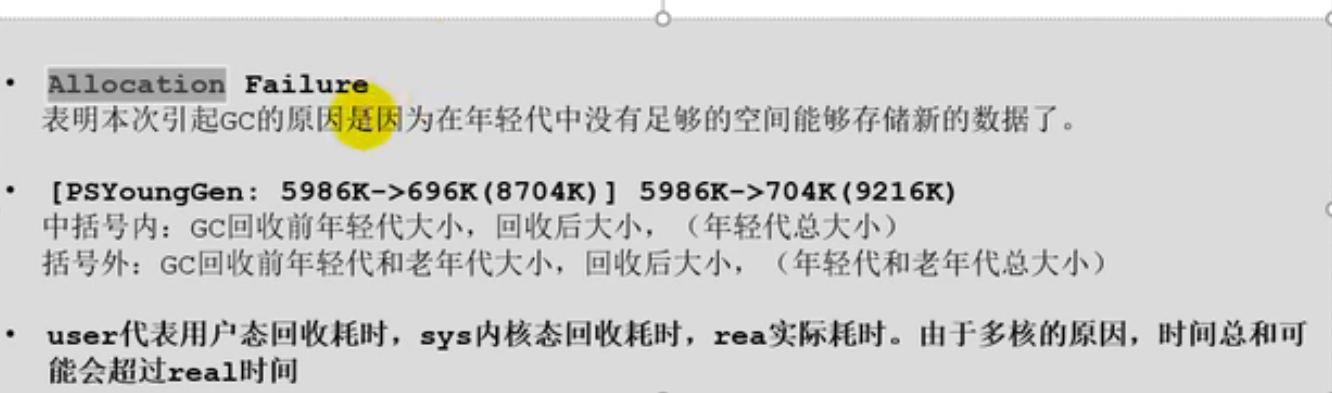 • Allocation Failure
表明本次引起GC的原因是因为在年轻代中没有足够的空间能够存储新的数据了。
• [PSYoungGen: 5986K->696K(8704K)] 5986K->704K(9216K)
中括号内：GC回收前年轻代大小，回收后大小，（年轻代总大小）
括号外：GC回收前年轻代和老年代大小，回收后大小，（年轻代和老年代总大小）
• user代表用户态回收耗时，sys内核态回收耗时，rea实际耗时。由于多核的原因，时间总和可
能会超过real时间